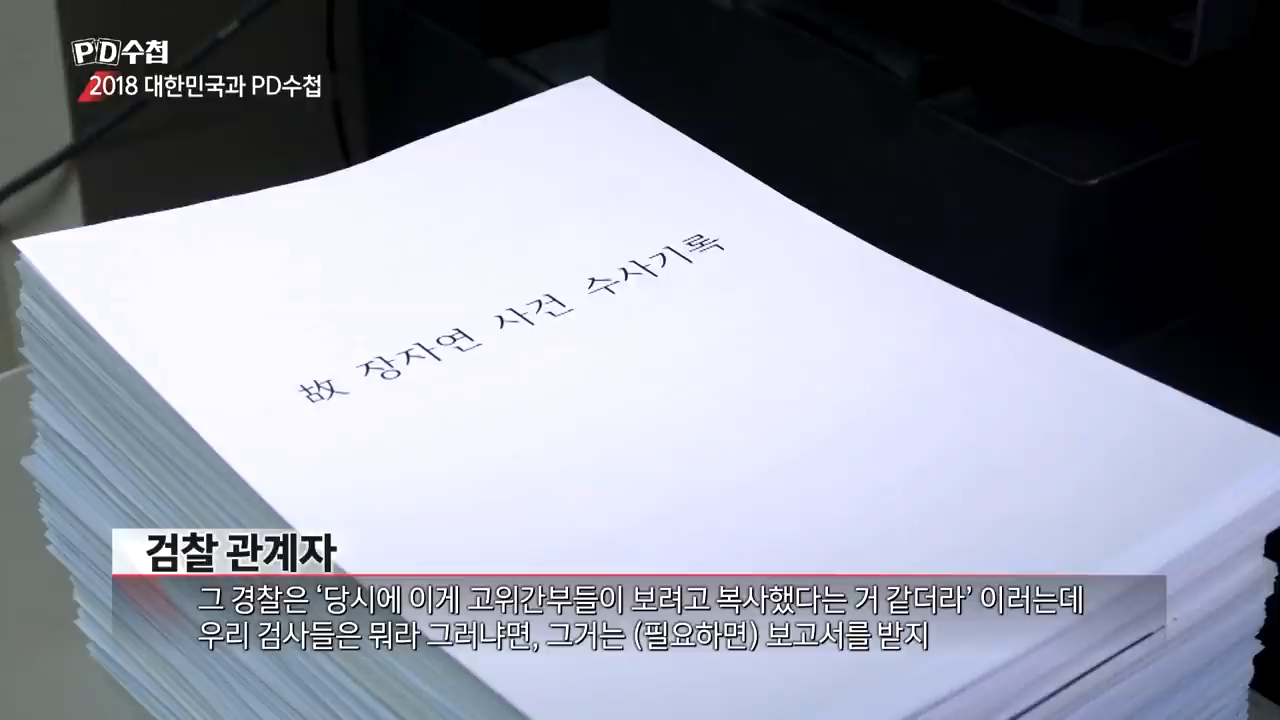 PD수첩
2018 대한민국과 PD수첩
故 장자연 사건 수사기록
검찰 관계자
그 경찰은 ‘당시에 이게 고위간부들이 보려고 복사했다는 거 같더라’ 이러는데
우리 검사들은 뭐라 그러냐면, 그거는 (필요하면) 보고서를 받지